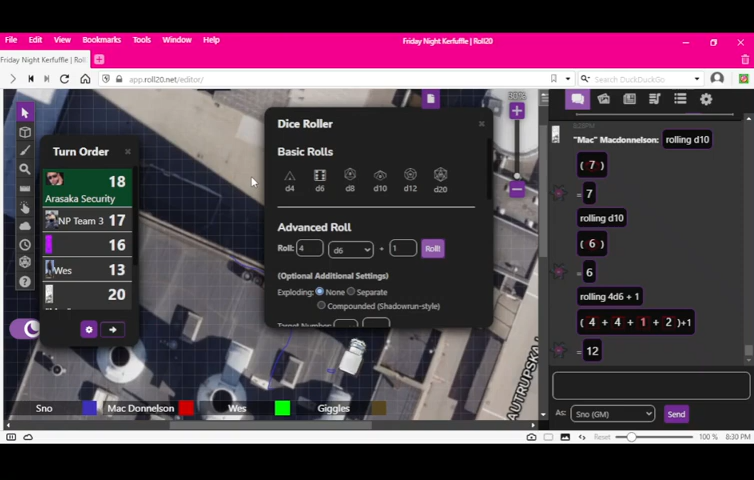 File Edit View Bookmarks Tools Window Help
Friday Night Kerfuffle | Roll20
Friday Night Kerfuffle | Roll
app.roll20.net/editor/
Search DuckDuckGo
Turn Order
18
Arasaka Security
NP Team 3 17
16
Wes 13
20
Dice Roller
Basic Rolls
d4 d6 d8 d10 d12 d20
Advanced Roll
Roll: 4 d6 + 1 Roll!
(Optional Additional Settings)
Exploding: None Separate
Compounded (Shadowrun-style)
Target Number:
"Mac" Macdonnelson: rolling d10
(7)
= 7
rolling d10
(6)
= 6
rolling 4d6 + 1
(4 + 4 + 1 + 2)+1
= 12
As: Sno (GM) Send
Sno Mac Donnelson Wes Giggles
Reset 100 % 8:30 PM